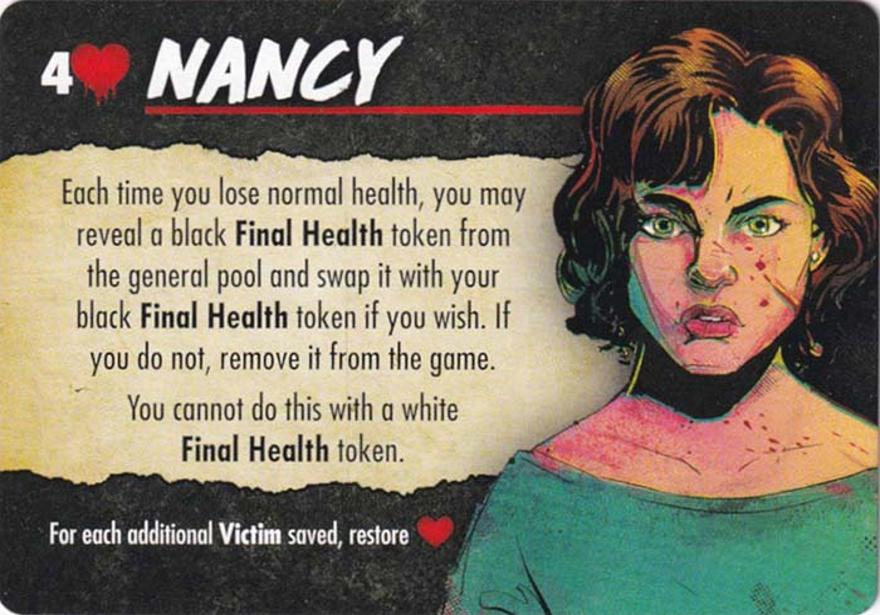 4 NANCY
Each time you lose normal health, you may
reveal a black Final Health token from
the general pool and swap it with your
black Final Health token if you wish. If
you do not, remove it from the game.
You cannot do this with a white
Final Health token.
For each additional Victim saved, restore